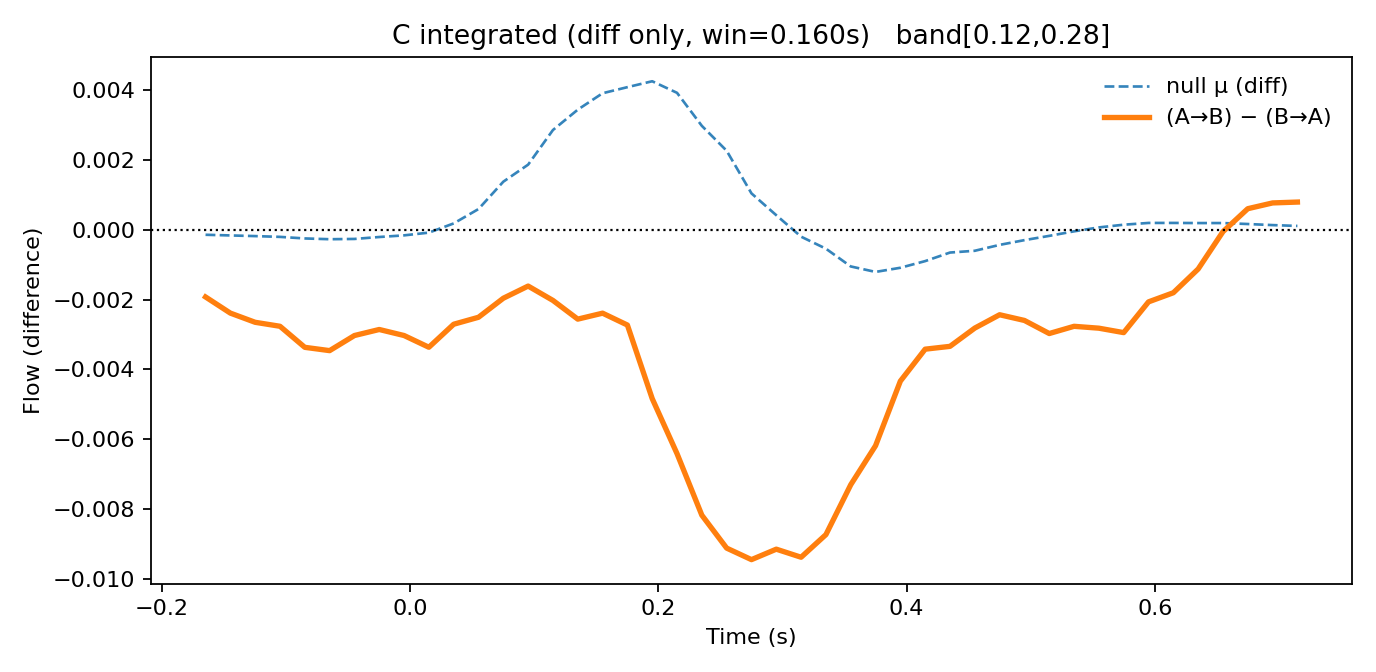 C integrated (diff only, win=0.160s)   band[0.12,0.28]
null μ (diff)
(A→B) − (B→A)
Flow (difference)
0.004
0.002
0.000
−0.002
−0.004
−0.006
−0.008
−0.010
−0.2
0.0
0.2
0.4
0.6
Time (s)